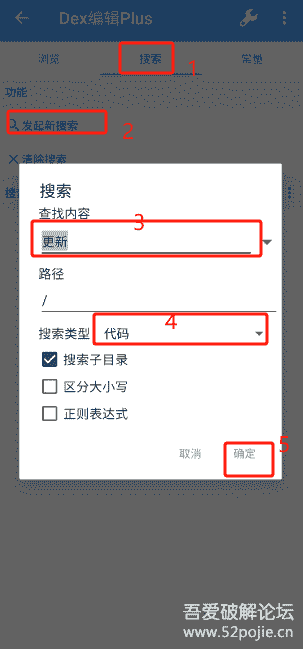 Dex编辑Plus
浏览 搜索 常量
1
功能
发起新搜索
2
清除搜索
搜索
查找内容
3
更新
路径
/
4
搜索类型 代码
搜索子目录
区分大小写
正则表达式
取消 确定
5
吾爱破解论坛
www.52pojie.cn